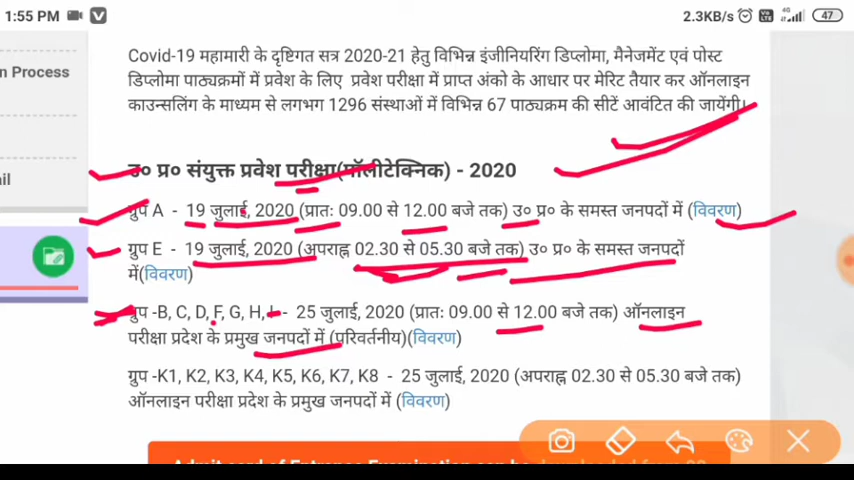 1:55 PM
2.3KB/s 4G 47
Covid-19 महामारी के दृष्टिगत सत्र 2020-21 हेतु विभिन्न इंजीनियरिंग डिप्लोमा, मैनेजमेंट एवं पोस्ट
n Process
डिप्लोमा पाठ्यक्रमों में प्रवेश के लिए प्रवेश परीक्षा में प्राप्त अंको के आधार पर मेरिट तैयार कर ऑनलाइन
काउन्सलिंग के माध्यम से लगभग 1296 संस्थाओं में विभिन्न 67 पाठ्यक्रम की सीटें आवंटित की जायेंगी।
ail
उ० प्र० संयुक्त प्रवेश परीक्षा(पॉलीटेक्निक) - 2020
ग्रुप A - 19 जुलाई, 2020 (प्रातः 09.00 से 12.00 बजे तक) उ० प्र० के समस्त जनपदों में (विवरण)
ग्रुप E - 19 जुलाई, 2020 (अपराह्न 02.30 से 05.30 बजे तक) उ० प्र० के समस्त जनपदों
में(विवरण)
ग्रुप -B, C, D, F, G, H, I - 25 जुलाई, 2020 (प्रातः 09.00 से 12.00 बजे तक) ऑनलाइन
परीक्षा प्रदेश के प्रमुख जनपदों में (परिवर्तनीय)(विवरण)
ग्रुप -K1, K2, K3, K4, K5, K6, K7, K8 - 25 जुलाई, 2020 (अपराह्न 02.30 से 05.30 बजे तक)
ऑनलाइन परीक्षा प्रदेश के प्रमुख जनपदों में (विवरण)